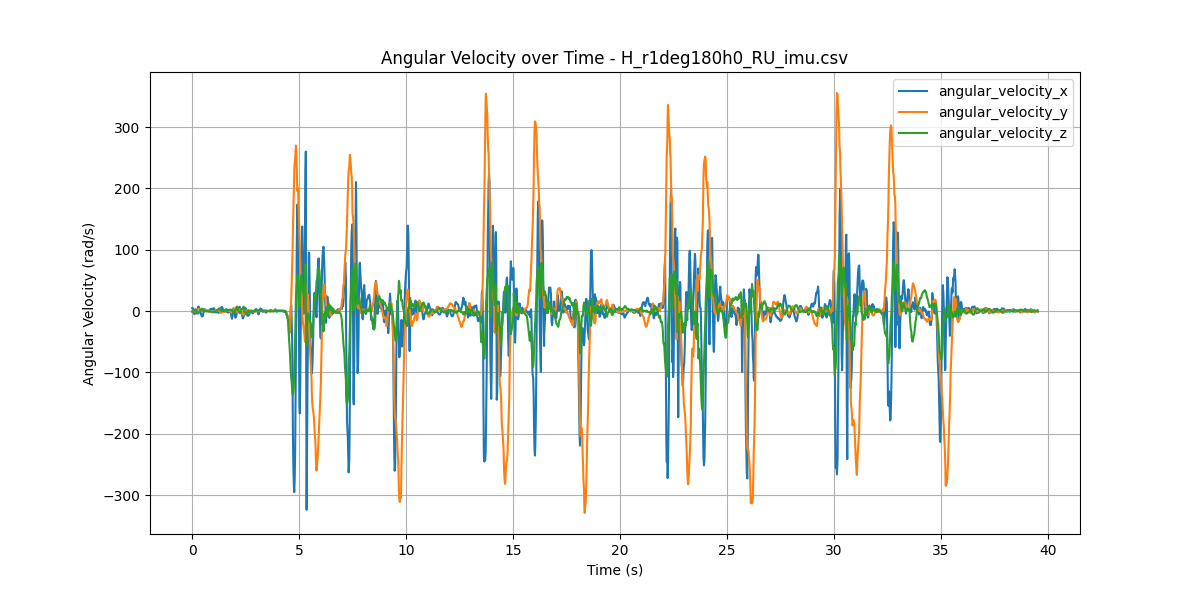 Angular Velocity over Time - H_r1deg180h0_RU_imu.csv
angular_velocity_x
angular_velocity_y
angular_velocity_z
Angular Velocity (rad/s)
300
200
100
0
−100
−200
−300
0 5 10 15 20 25 30 35 40
Time (s)